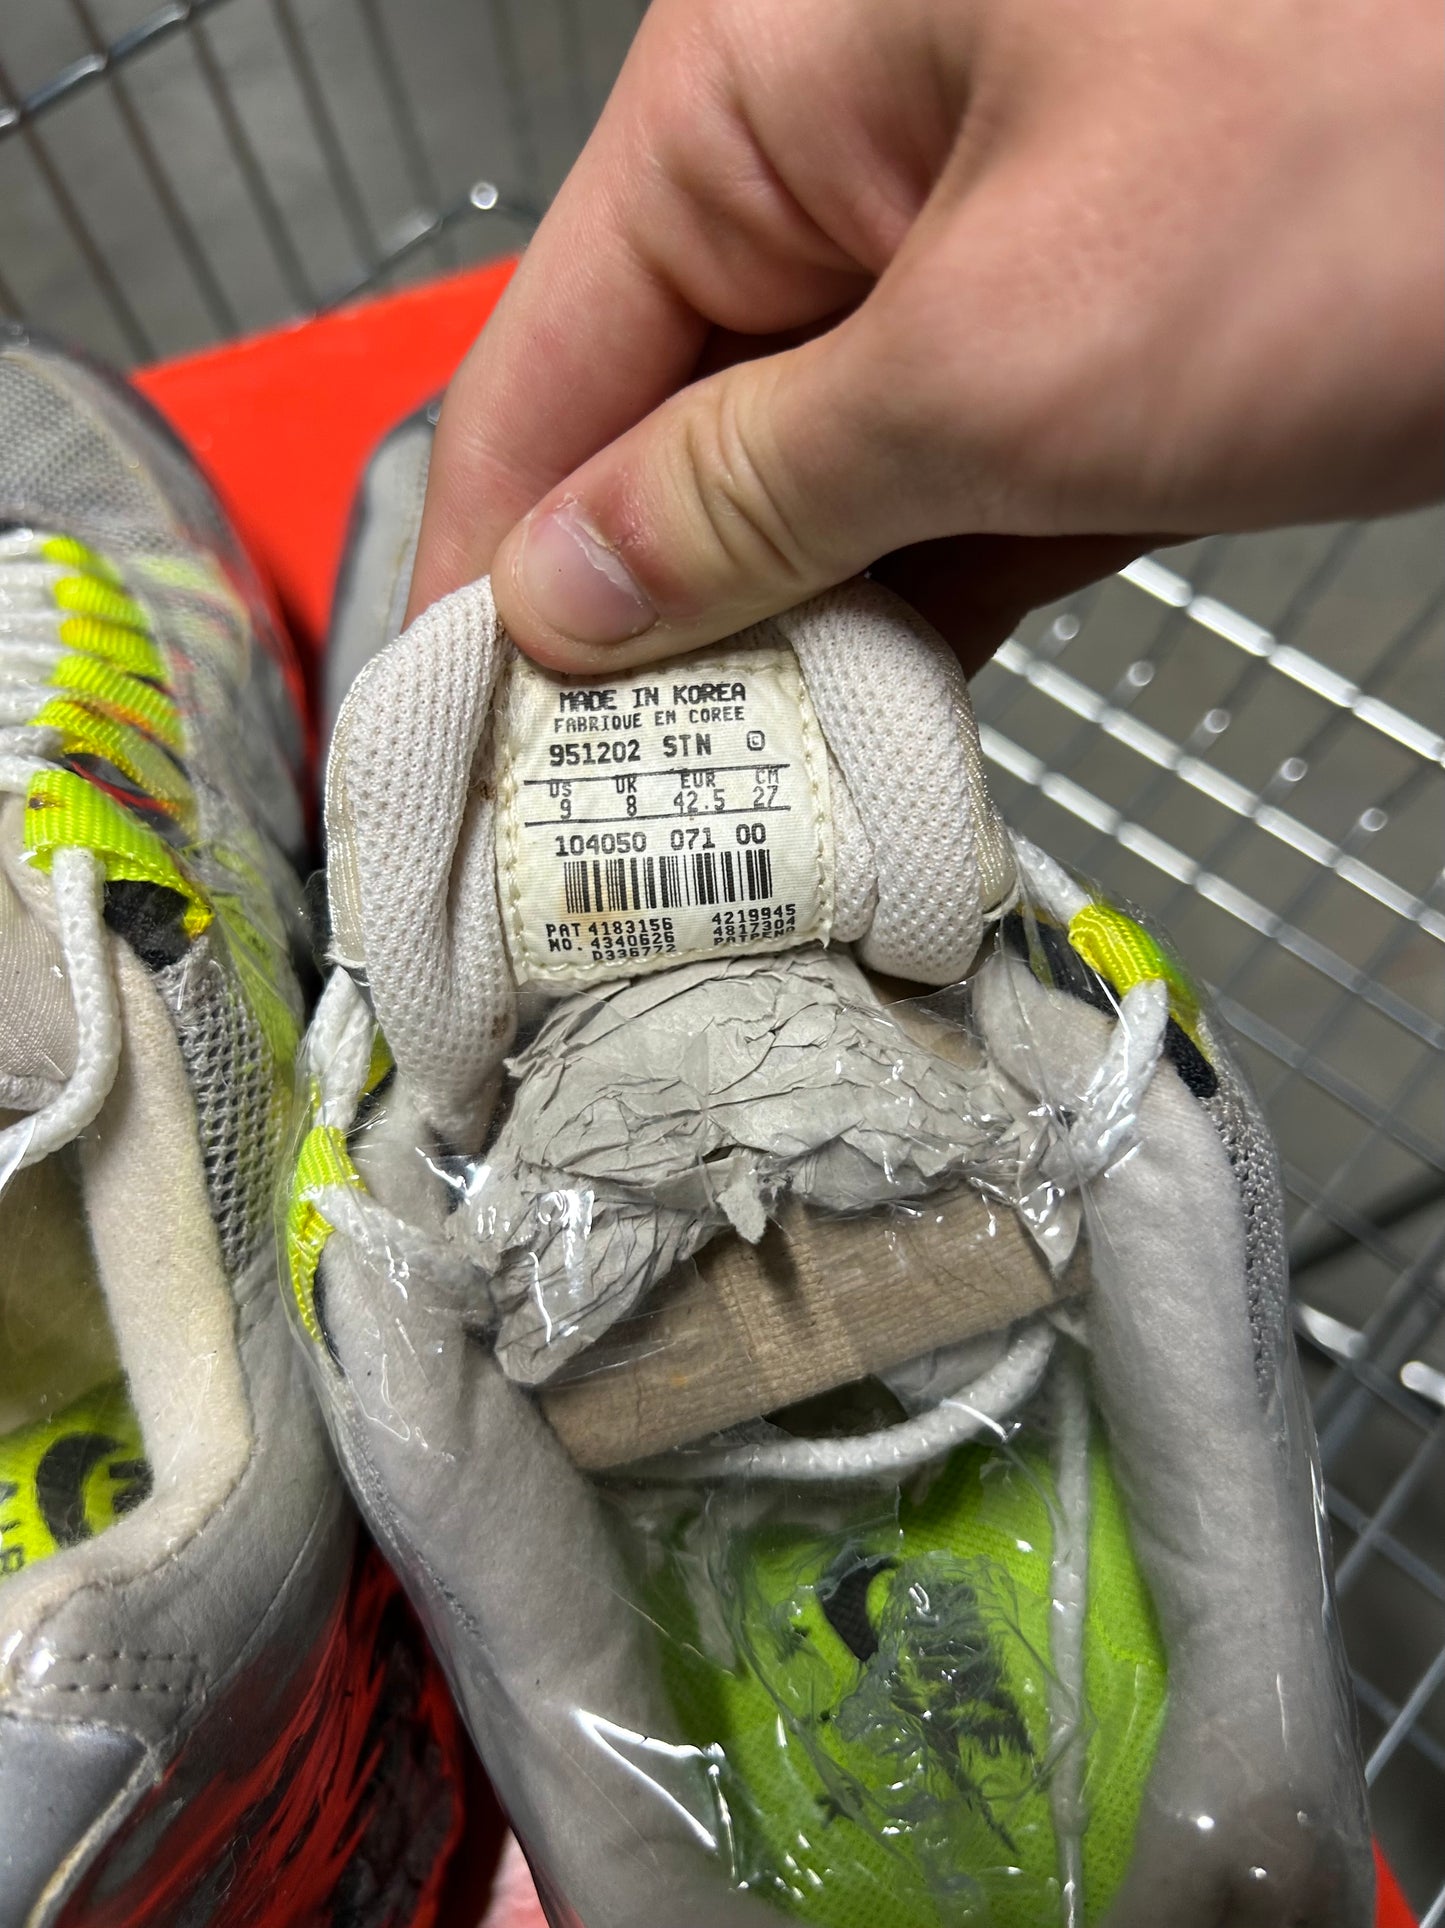 MADE IN KOREA
FABRIQUE EN COREE
951202 STN ©
US UK EUR CM
9 8 42.5 27
104050 071 00
PAT 4183156 4219945
NO. 4340626 4817304
D336772 PATPEND